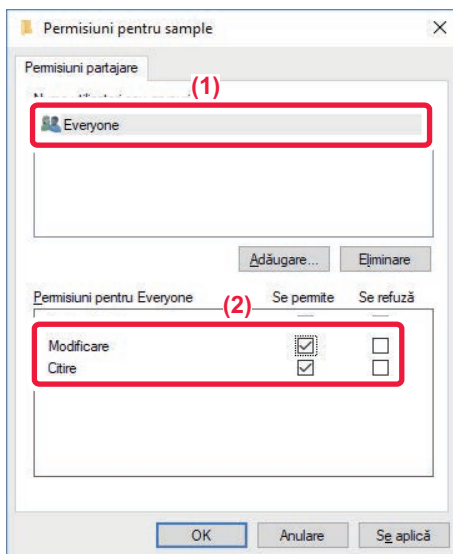 Permisiuni pentru sample
Permisiuni partajare
(1)
Everyone
Adăugare... Eliminare
Permisiuni pentru Everyone Se permite Se refuză
(2)
Modificare
Citire
OK Anulare Se aplică